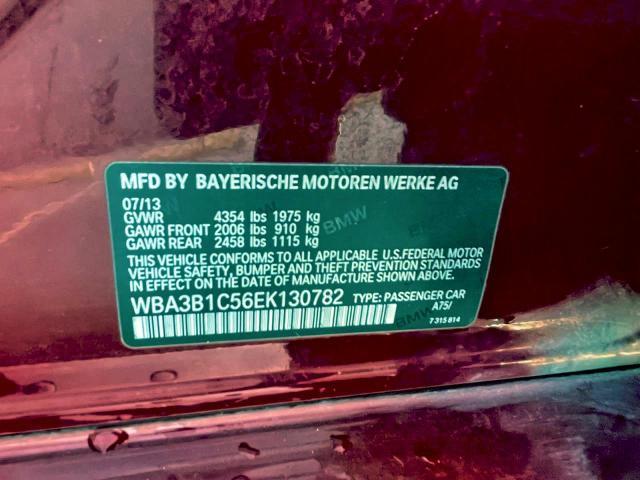 MFD BY BAYERISCHE MOTOREN WERKE AG
07/13
GVWR 4354 lbs 1975 kg
GAWR FRONT 2006 lbs 910 kg
GAWR REAR 2458 lbs 1115 kg
THIS VEHICLE CONFORMS TO ALL APPLICABLE U.S.FEDERAL MOTOR
VEHICLE SAFETY, BUMPER AND THEFT PREVENTION STANDARDS
IN EFFECT ON THE DATE OF MANUFACTURE SHOWN ABOVE.
WBA3B1C56EK130782 TYPE: PASSENGER CAR
A75/
7 315 814
BMW
BMW